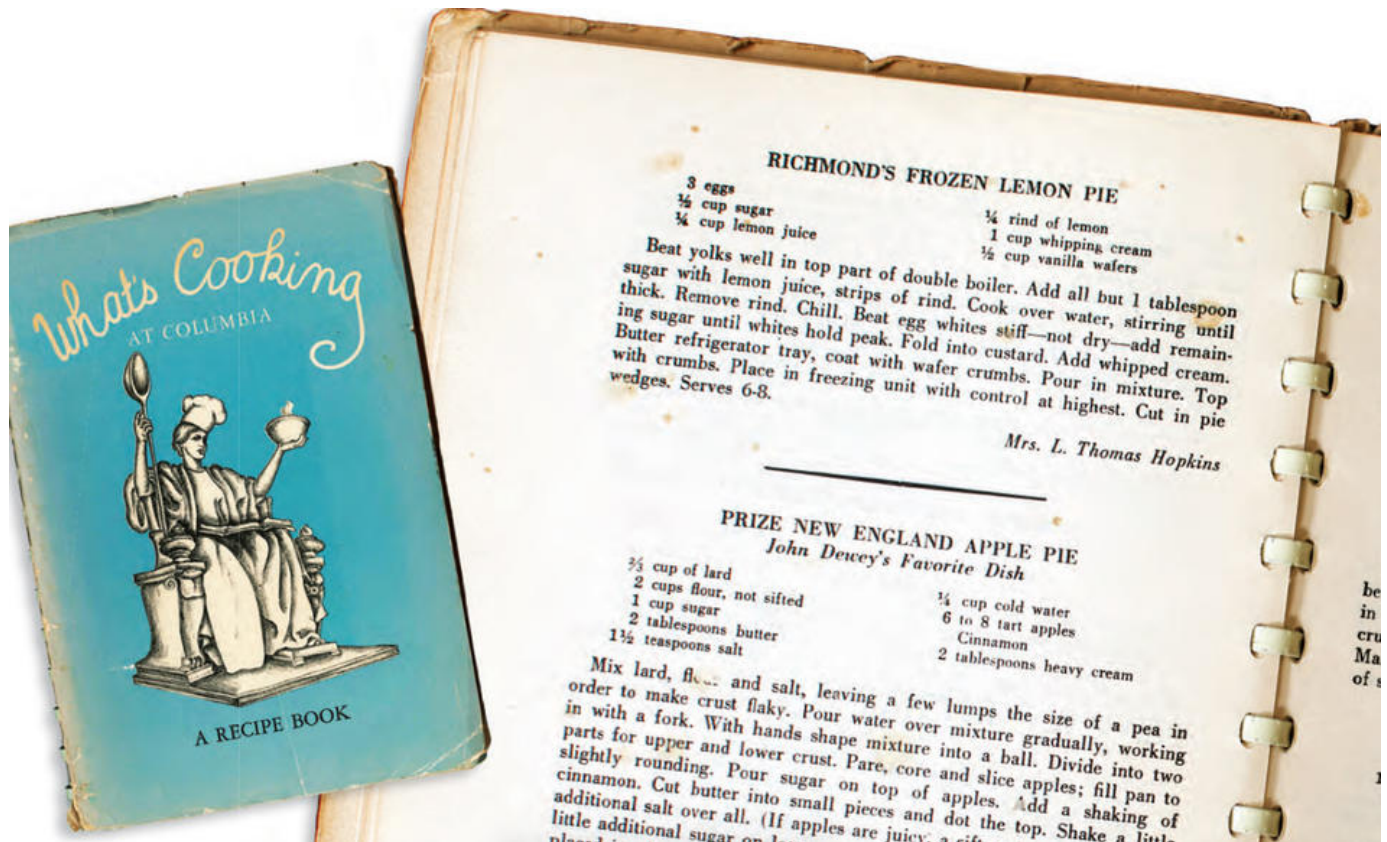 What's Cooking
AT COLUMBIA
A RECIPE BOOK
RICHMOND'S FROZEN LEMON PIE
3 eggs
½ cup sugar
¼ cup lemon juice
¼ rind of lemon
1 cup whipping cream
½ cup vanilla wafers
Beat yolks well in top part of double boiler. Add all but 1 tablespoon
sugar with lemon juice, strips of rind. Cook over water, stirring until
thick. Remove rind. Chill. Beat egg whites stiff—not dry—add remain-
ing sugar until whites hold peak. Fold into custard. Add whipped cream.
Butter refrigerator tray, coat with wafer crumbs. Pour in mixture. Top
with crumbs. Place in freezing unit with control at highest. Cut in pie
wedges. Serves 6-8.
Mrs. L. Thomas Hopkins
PRIZE NEW ENGLAND APPLE PIE
John Dewey's Favorite Dish
⅔ cup of lard
2 cups flour, not sifted
1 cup sugar
2 tablespoons butter
1½ teaspoons salt
¼ cup cold water
6 to 8 tart apples
Cinnamon
2 tablespoons heavy cream
Mix lard, and salt, leaving a few lumps the size of a pea in
order to make crust flaky. Pour water over mixture gradually, working
in with a fork. With hands shape mixture into a ball. Divide into two
parts for upper and lower crust. Pare, core and slice apples; fill pan to
slightly rounding. Pour sugar on top of apples. Add a shaking of
cinnamon. Cut butter into small pieces and dot the top. Shake a little
additional salt over all. (If apples are juicy, a
little additional sugar on
be
in
cru
Ma
of s
1